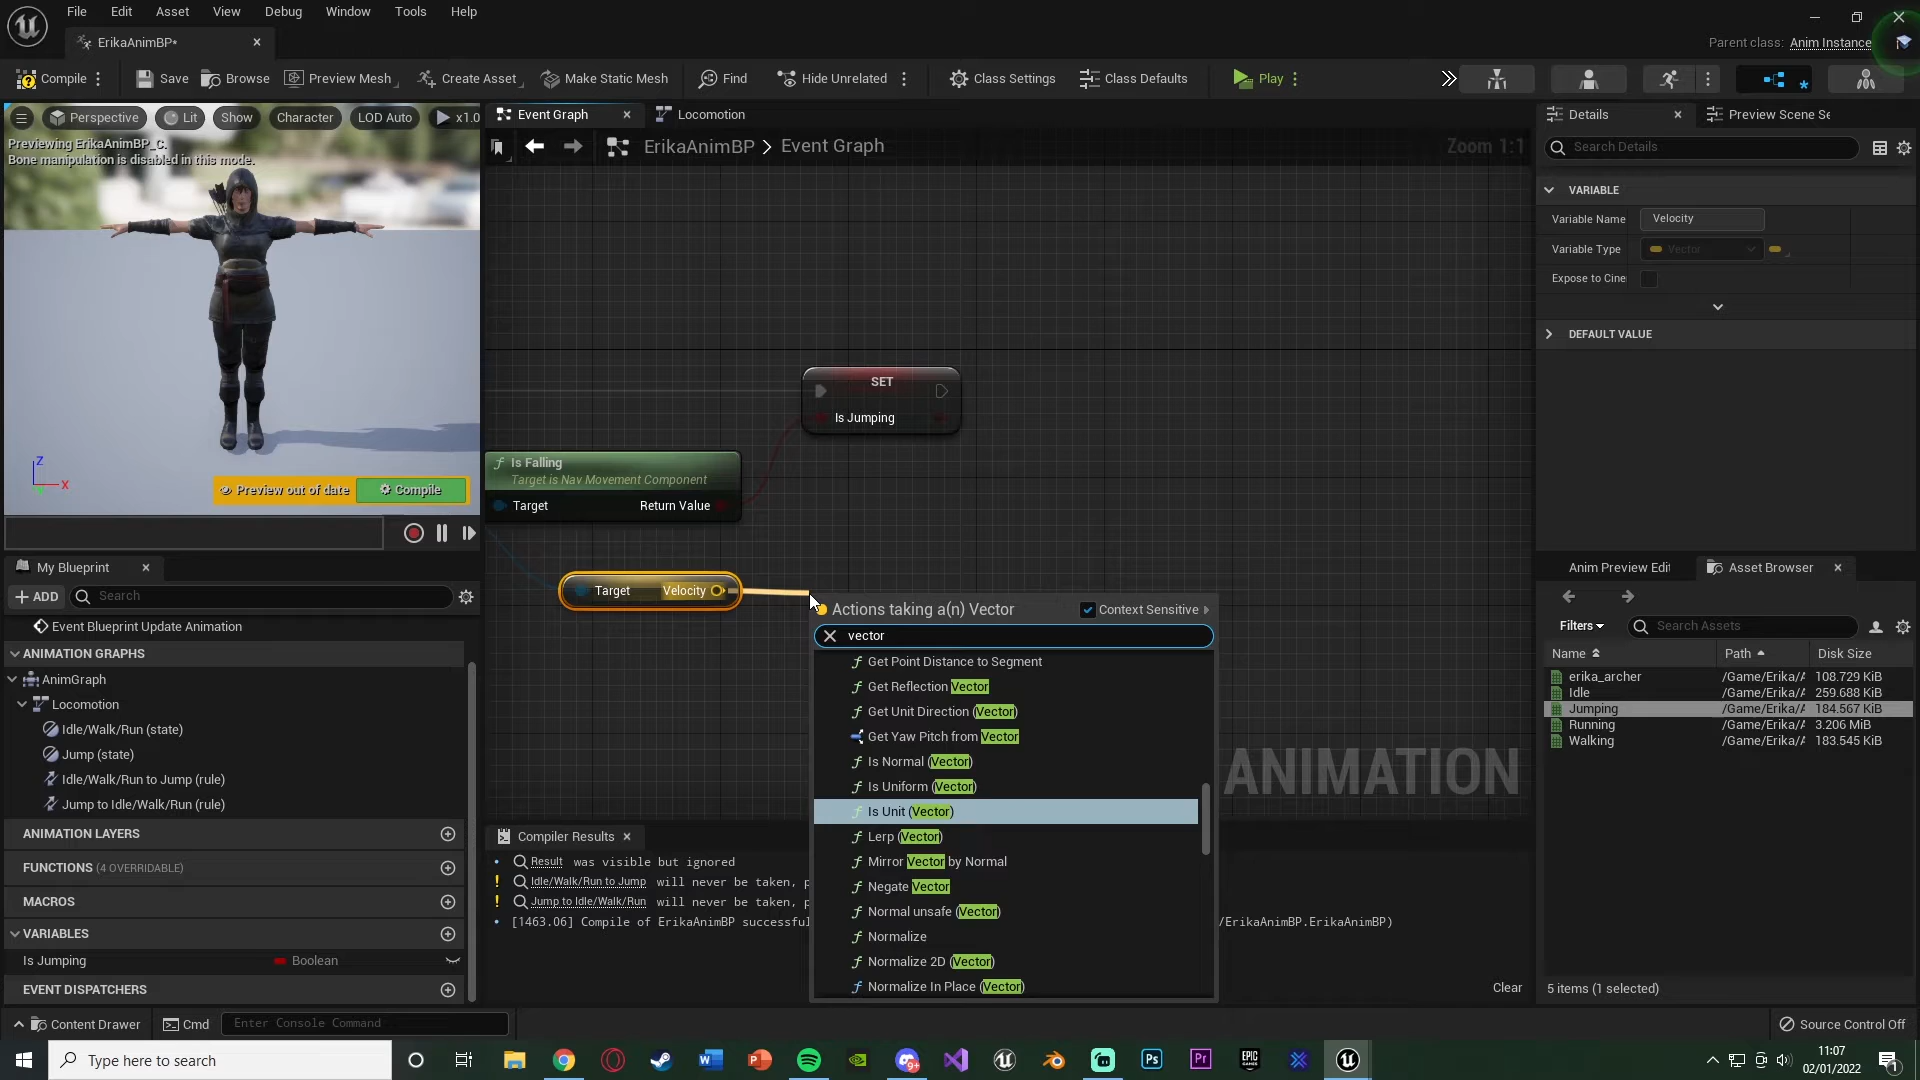 File Edit Asset View Debug Window Tools Help
ErikaAnimBP*
Parent class: Anim Instance
Compile Save Browse Preview Mesh Create Asset Make Static Mesh Find Hide Unrelated Class Settings Class Defaults Play
Perspective Lit Show Character LOD Auto x1.0
Previewing ErikaAnimBP_C.
Bone manipulation is disabled in this mode.
Z
X
Preview out of date Compile
Event Graph Locomotion
ErikaAnimBP > Event Graph
Zoom 1:1
SET
Is Jumping
Is Falling
Target is Nav Movement Component
Target Return Value
Target Velocity
Actions taking a(n) Vector Context Sensitive
vector
Get Point Distance to Segment
Get Reflection Vector
Get Unit Direction (Vector)
Get Yaw Pitch from Vector
Is Normal (Vector)
Is Uniform (Vector)
Is Unit (Vector)
Lerp (Vector)
Mirror Vector by Normal
Negate Vector
Normal unsafe (Vector)
Normalize
Normalize 2D (Vector)
Normalize In Place (Vector)
ANIMATION
Compiler Results
Result was visible but ignored
Idle/Walk/Run to Jump will never be taken, p
Jump to Idle/Walk/Run will never be taken, p
[1463.06] Compile of ErikaAnimBP successful /ErikaAnimBP.ErikaAnimBP)
Clear
My Blueprint
ADD Search
Event Blueprint Update Animation
ANIMATION GRAPHS
AnimGraph
Locomotion
Idle/Walk/Run (state)
Jump (state)
Idle/Walk/Run to Jump (rule)
Jump to Idle/Walk/Run (rule)
ANIMATION LAYERS
FUNCTIONS (4 OVERRIDABLE)
MACROS
VARIABLES
Is Jumping Boolean
EVENT DISPATCHERS
Details Preview Scene Se
Search Details
VARIABLE
Variable Name Velocity
Variable Type Vector
Expose to Cine
DEFAULT VALUE
Anim Preview Edit Asset Browser
Filters Search Assets
Name Path Disk Size
erika_archer /Game/Erika/A 108.729 KiB
Idle /Game/Erika/A 259.688 KiB
Jumping /Game/Erika/A 184.567 KiB
Running /Game/Erika/A 3.206 MiB
Walking /Game/Erika/A 183.545 KiB
5 items (1 selected)
Content Drawer Cmd Enter Console Command
Source Control Off
Type here to search
9+
Ps
Pr
EPIC GAMES
11:07
02/01/2022
1